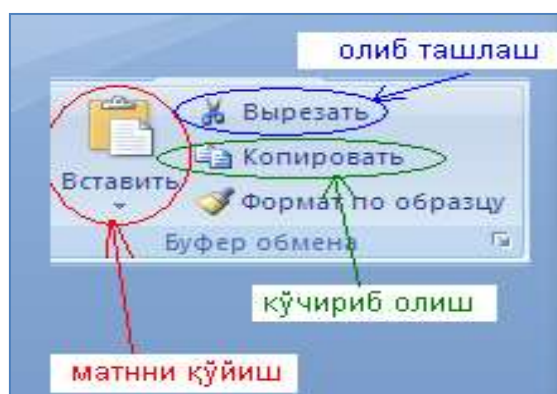 олиб ташлаш
Вырезать
Копировать
Вставить
Формат по образцу
Буфер обмена
кўчириб олиш
матнни қўйиш